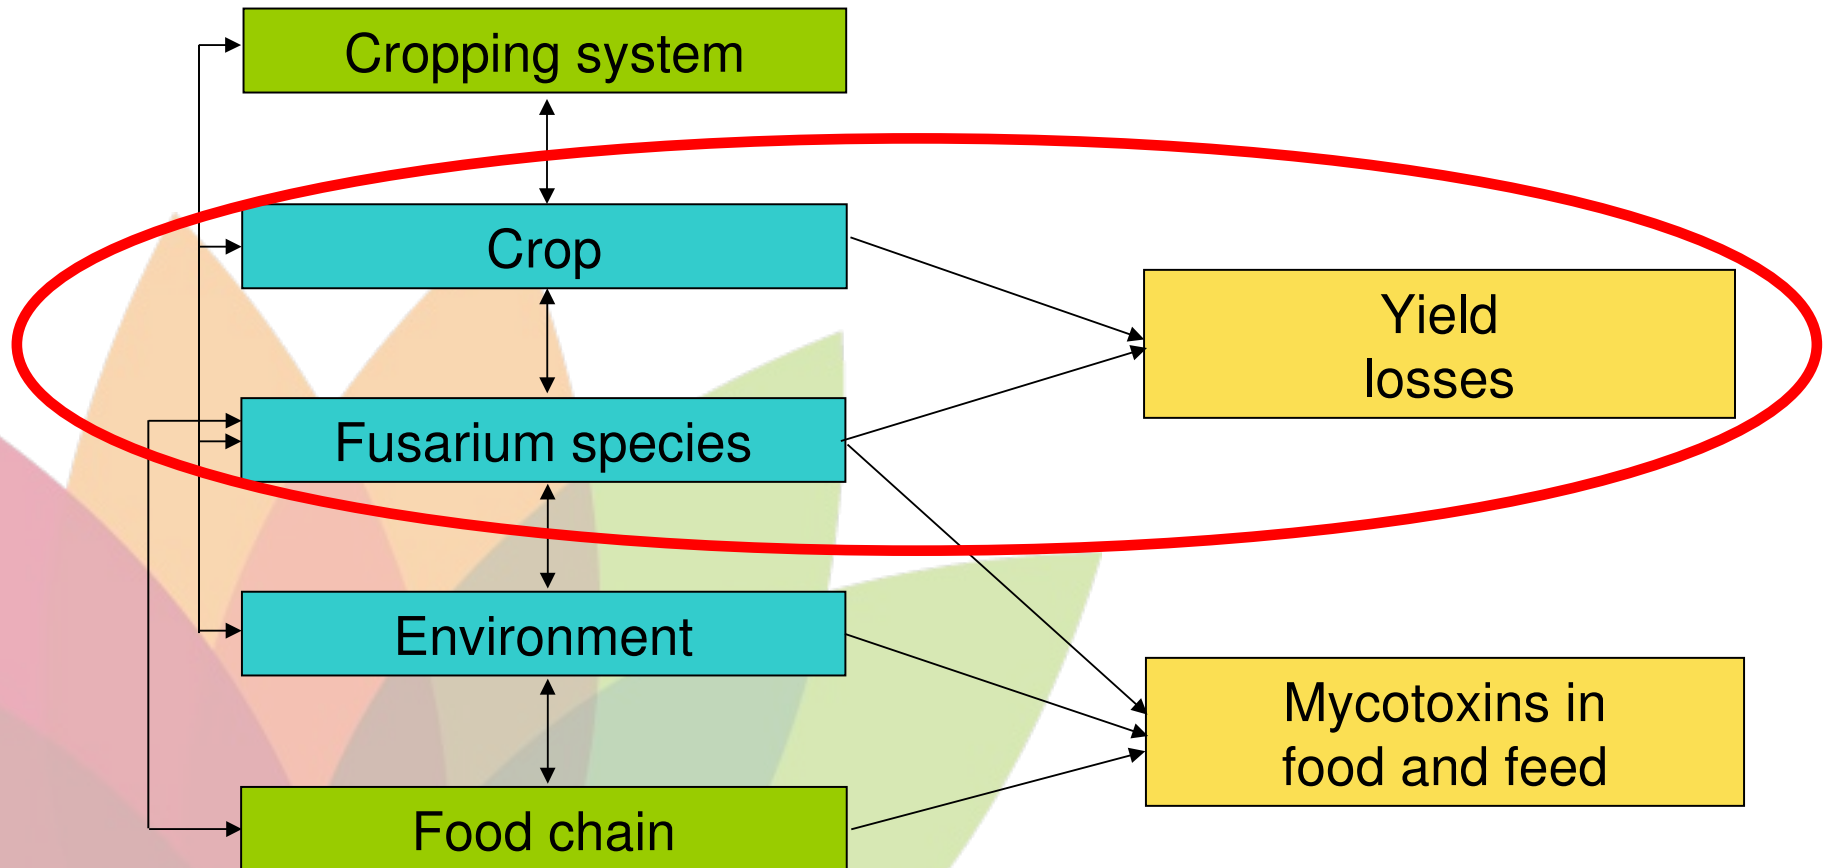 Cropping system
Crop
Yield
losses
Fusarium species
Environment
Mycotoxins in
food and feed
Food chain